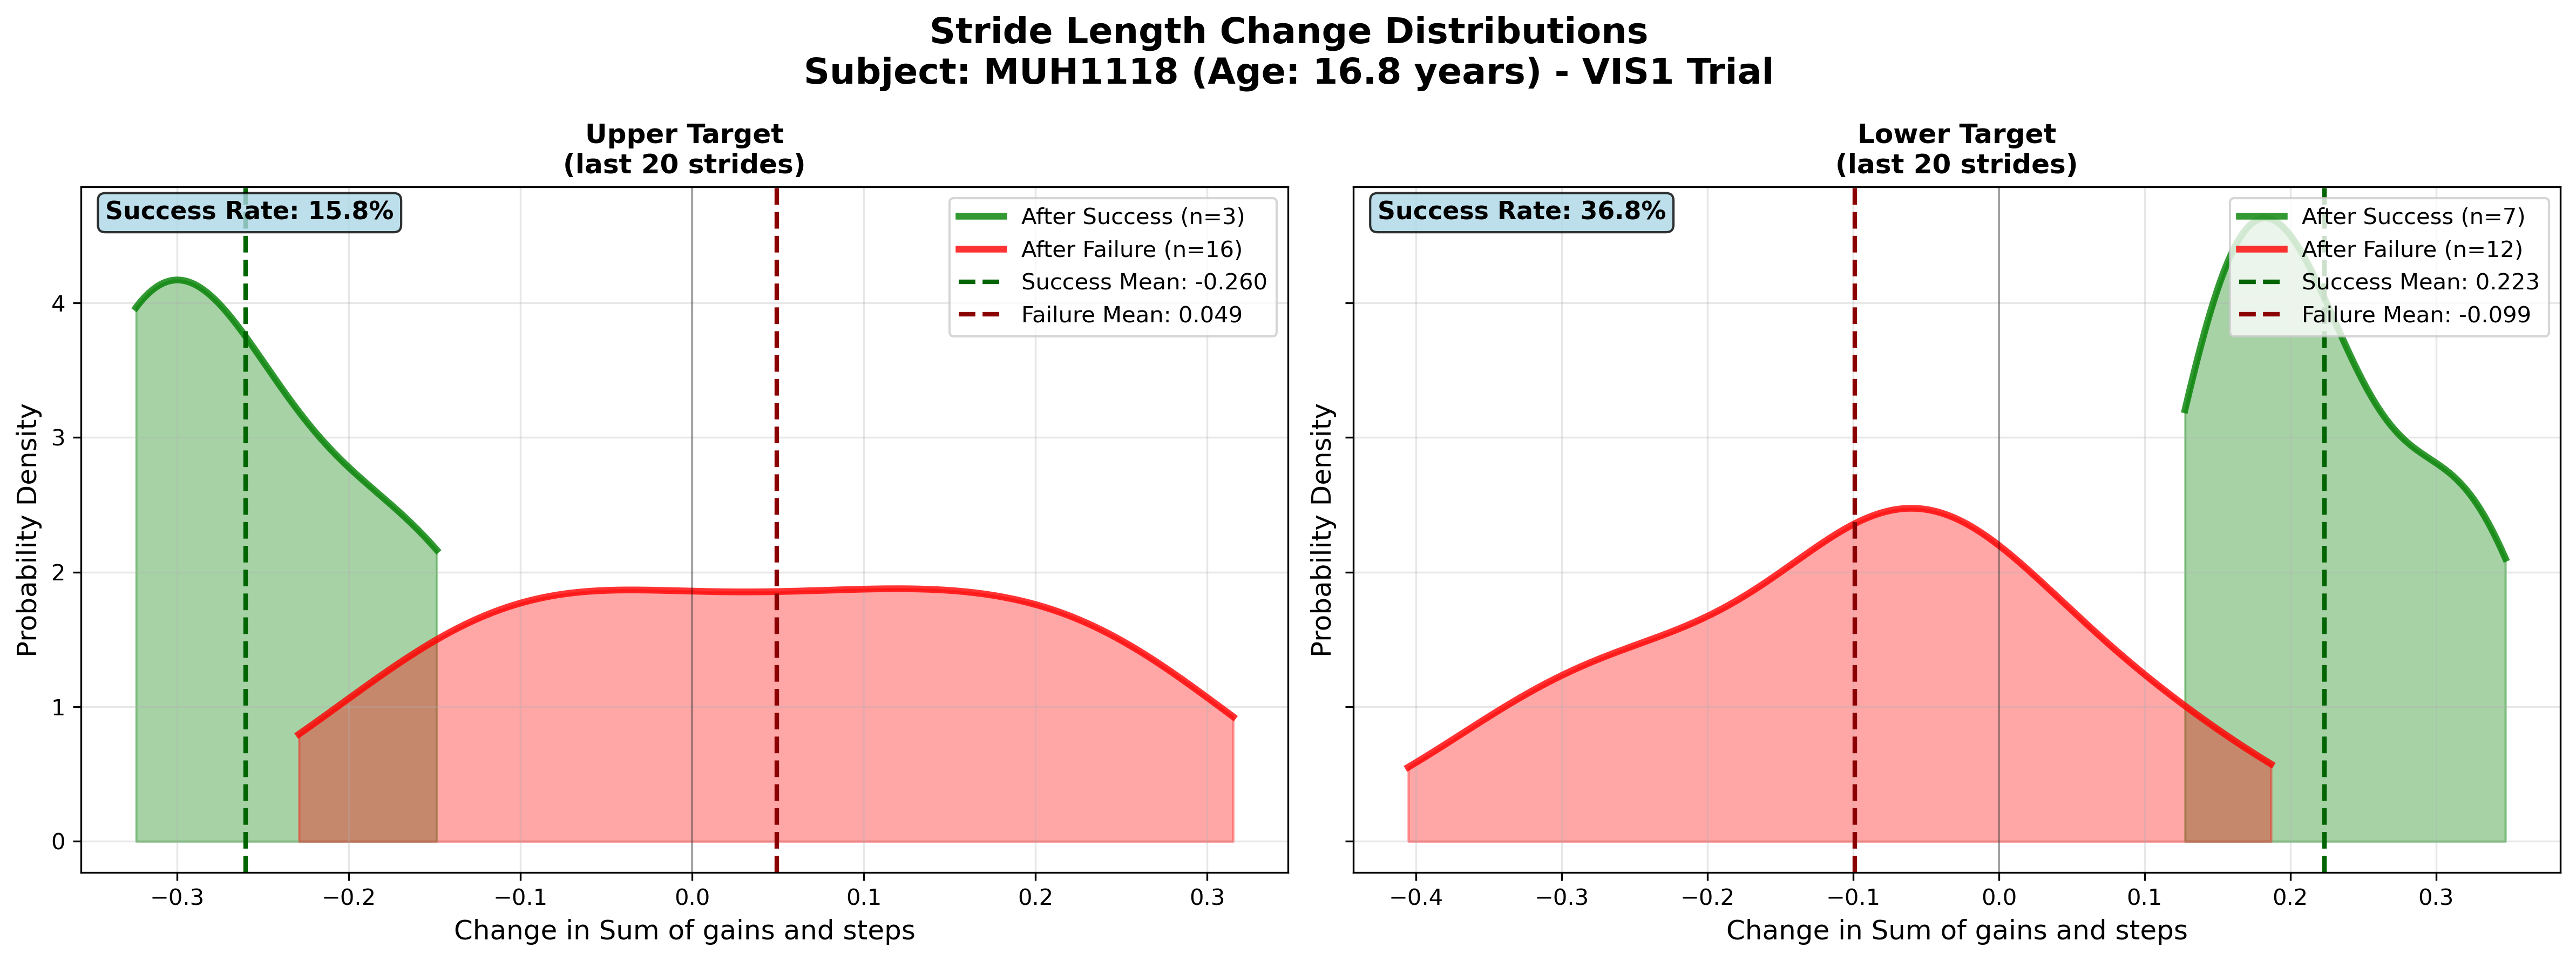 Stride Length Change Distributions
Subject: MUH1118 (Age: 16.8 years) - VIS1 Trial
Upper Target
(last 20 strides)
Success Rate: 15.8%
After Success (n=3)
After Failure (n=16)
Success Mean: -0.260
Failure Mean: 0.049
Probability Density
4
3
2
1
0
−0.3
−0.2
−0.1
0.0
0.1
0.2
0.3
Change in Sum of gains and steps
Lower Target
(last 20 strides)
Success Rate: 36.8%
After Success (n=7)
After Failure (n=12)
Success Mean: 0.223
Failure Mean: -0.099
Probability Density
−0.4
−0.3
−0.2
−0.1
0.0
0.1
0.2
0.3
Change in Sum of gains and steps